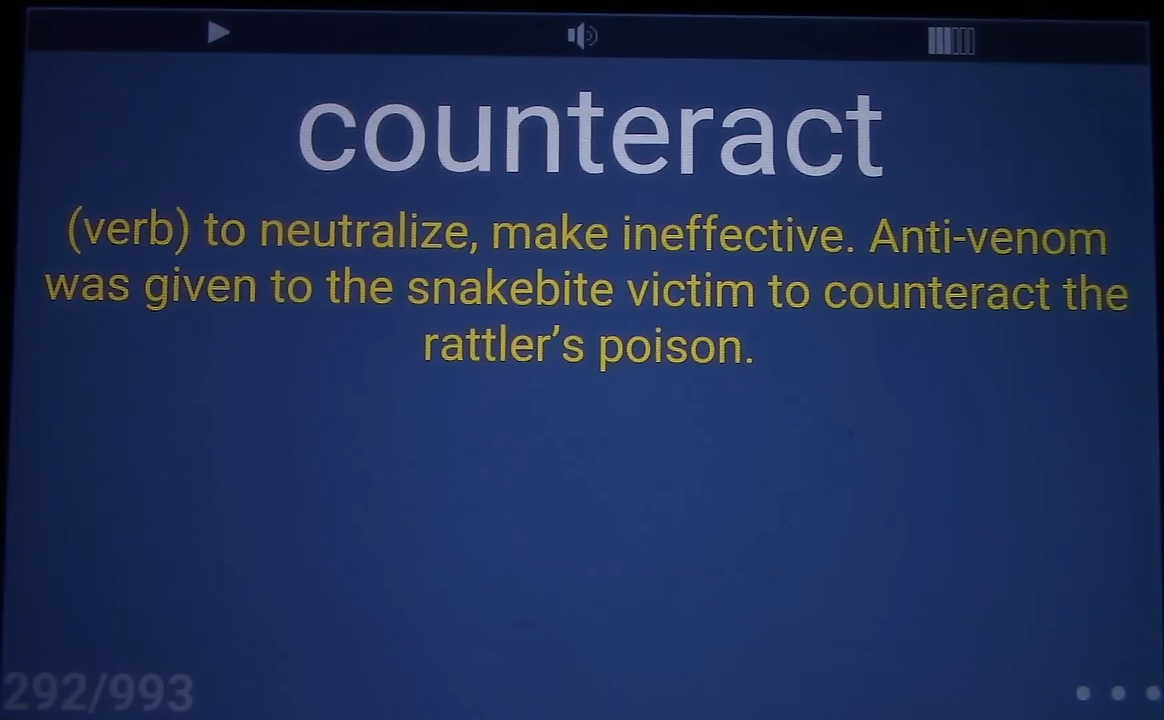 counteract
(verb) to neutralize, make ineffective. Anti-venom
was given to the snakebite victim to counteract the
rattler’s poison.
292/993